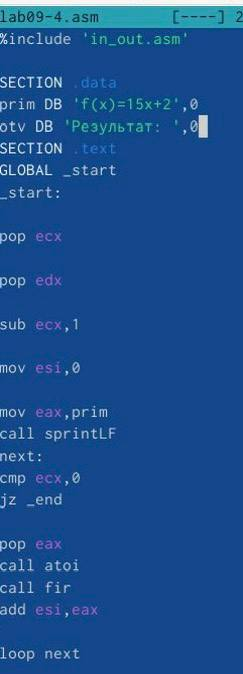 lab09-4.asm [----] 2
%include 'in_out.asm'
SECTION .data
prim DB 'f(x)=15x+2',0
otv DB 'Результат: ',0
SECTION .text
GLOBAL _start
_start:
pop ecx
pop edx
sub ecx,1
mov esi,0
mov eax,prim
call sprintLF
next:
cmp ecx,0
jz _end
pop eax
call atoi
call fir
add esi,eax
loop next